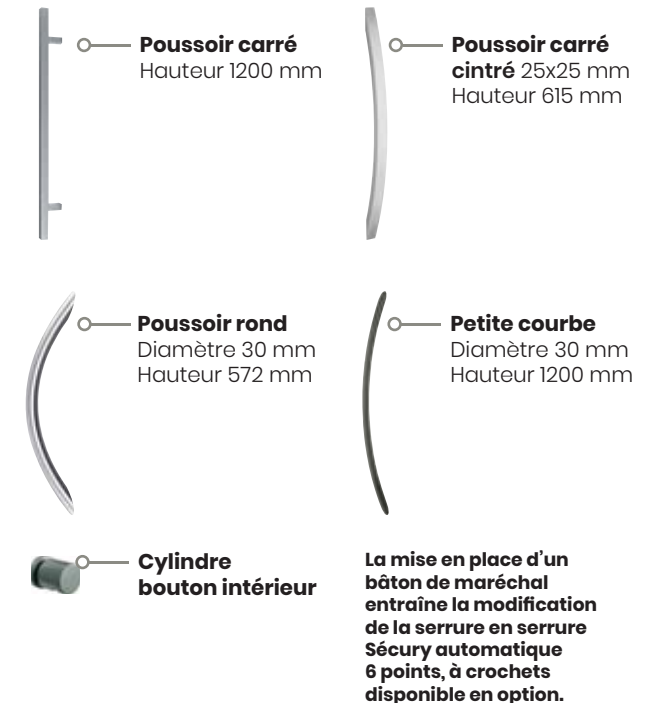 Poussoir carré
Hauteur 1200 mm
Poussoir carré
cintré 25x25 mm
Hauteur 615 mm
Poussoir rond
Diamètre 30 mm
Hauteur 572 mm
Petite courbe
Diamètre 30 mm
Hauteur 1200 mm
Cylindre
bouton intérieur
La mise en place d’un
bâton de maréchal
entraîne la modification
de la serrure en serrure
Sécury automatique
6 points, à crochets
disponible en option.